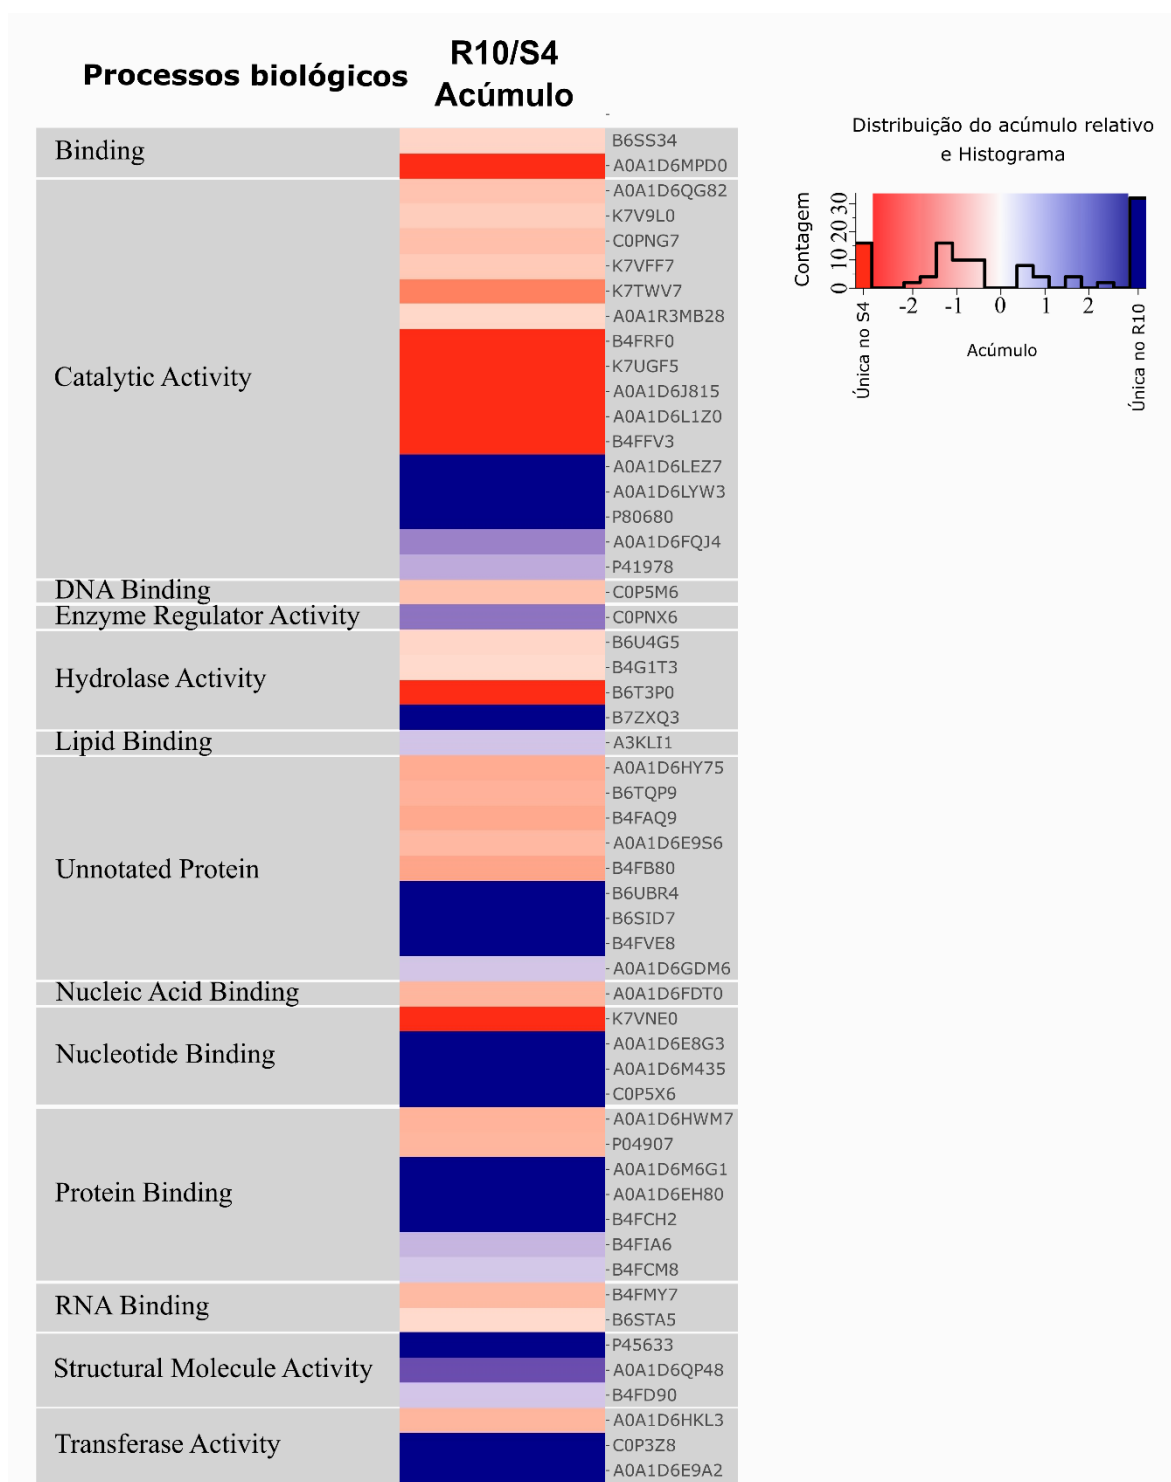 Processos biológicos
R10/S4
Acúmulo
Binding
B6SS34
A0A1D6MPD0
Catalytic Activity
A0A1D6QG82
K7V9L0
C0PNG7
K7VFF7
K7TWV7
A0A1R3MB28
B4FRF0
K7UGF5
A0A1D6J815
A0A1D6L1Z0
B4FFV3
A0A1D6LEZ7
A0A1D6LYW3
P80680
A0A1D6FQJ4
P41978
DNA Binding
C0P5M6
Enzyme Regulator Activity
C0PNX6
Hydrolase Activity
B6U4G5
B4G1T3
B6T3P0
B7ZXQ3
Lipid Binding
A3KLI1
Unnotated Protein
A0A1D6HY75
B6TQP9
B4FAQ9
A0A1D6E9S6
B4FB80
B6UBR4
B6SID7
B4FVE8
A0A1D6GDM6
Nucleic Acid Binding
A0A1D6FDT0
Nucleotide Binding
K7VNE0
A0A1D6E8G3
A0A1D6M435
C0P5X6
Protein Binding
A0A1D6HWM7
P04907
A0A1D6M6G1
A0A1D6EH80
B4FCH2
B4FIA6
B4FCM8
RNA Binding
B4FMY7
B6STA5
Structural Molecule Activity
P45633
A0A1D6QP48
B4FD90
Transferase Activity
A0A1D6HKL3
C0P3Z8
A0A1D6E9A2
Distribuição do acúmulo relativo
e Histograma
Contagem
0 10 20 30
-2 -1 0 1 2
Única no S4
Acúmulo
Única no R10